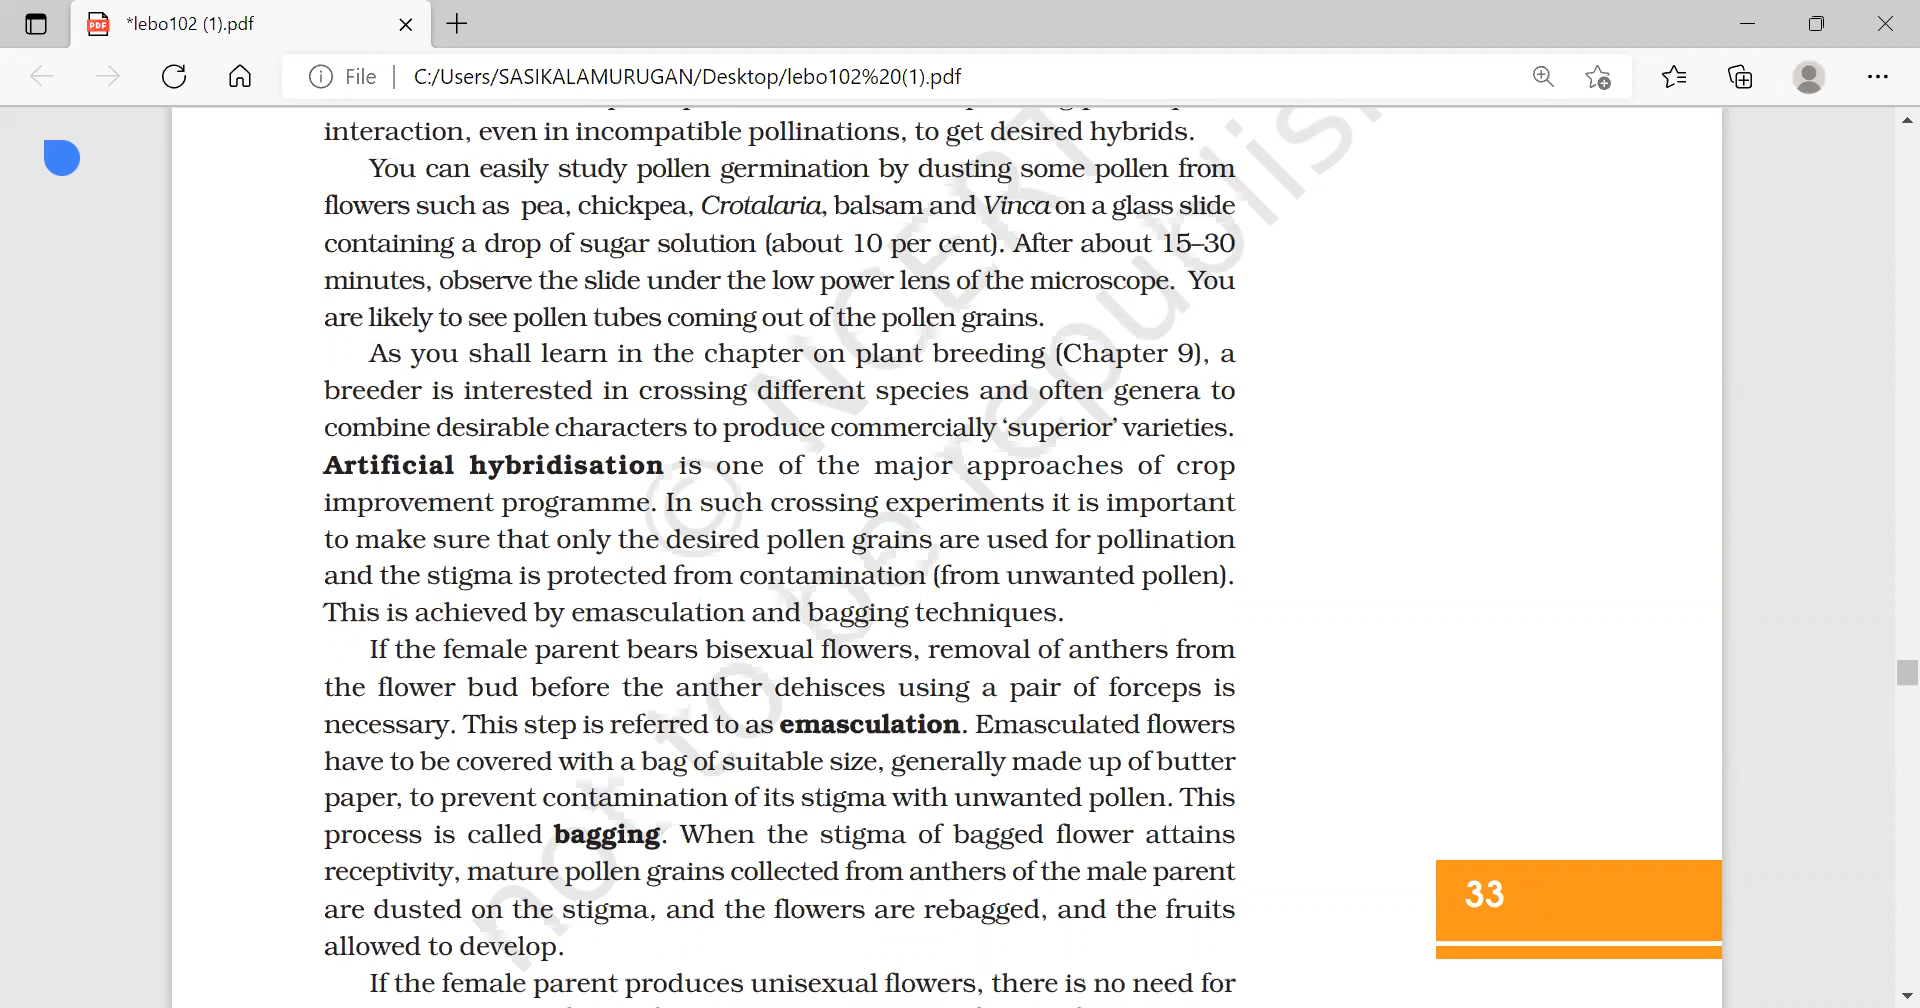 *lebo102 (1).pdf
File | C:/Users/SASIKALAMURUGAN/Desktop/lebo102%20(1).pdf
interaction, even in incompatible pollinations, to get desired hybrids.
You can easily study pollen germination by dusting some pollen from
flowers such as pea, chickpea, Crotalaria, balsam and Vinca on a glass slide
containing a drop of sugar solution (about 10 per cent). After about 15–30
minutes, observe the slide under the low power lens of the microscope. You
are likely to see pollen tubes coming out of the pollen grains.
As you shall learn in the chapter on plant breeding (Chapter 9), a
breeder is interested in crossing different species and often genera to
combine desirable characters to produce commercially ‘superior’ varieties.
Artificial hybridisation is one of the major approaches of crop
improvement programme. In such crossing experiments it is important
to make sure that only the desired pollen grains are used for pollination
and the stigma is protected from contamination (from unwanted pollen).
This is achieved by emasculation and bagging techniques.
If the female parent bears bisexual flowers, removal of anthers from
the flower bud before the anther dehisces using a pair of forceps is
necessary. This step is referred to as emasculation. Emasculated flowers
have to be covered with a bag of suitable size, generally made up of butter
paper, to prevent contamination of its stigma with unwanted pollen. This
process is called bagging. When the stigma of bagged flower attains
receptivity, mature pollen grains collected from anthers of the male parent
are dusted on the stigma, and the flowers are rebagged, and the fruits
allowed to develop.
If the female parent produces unisexual flowers, there is no need for
33
© NCERT
not to be republis